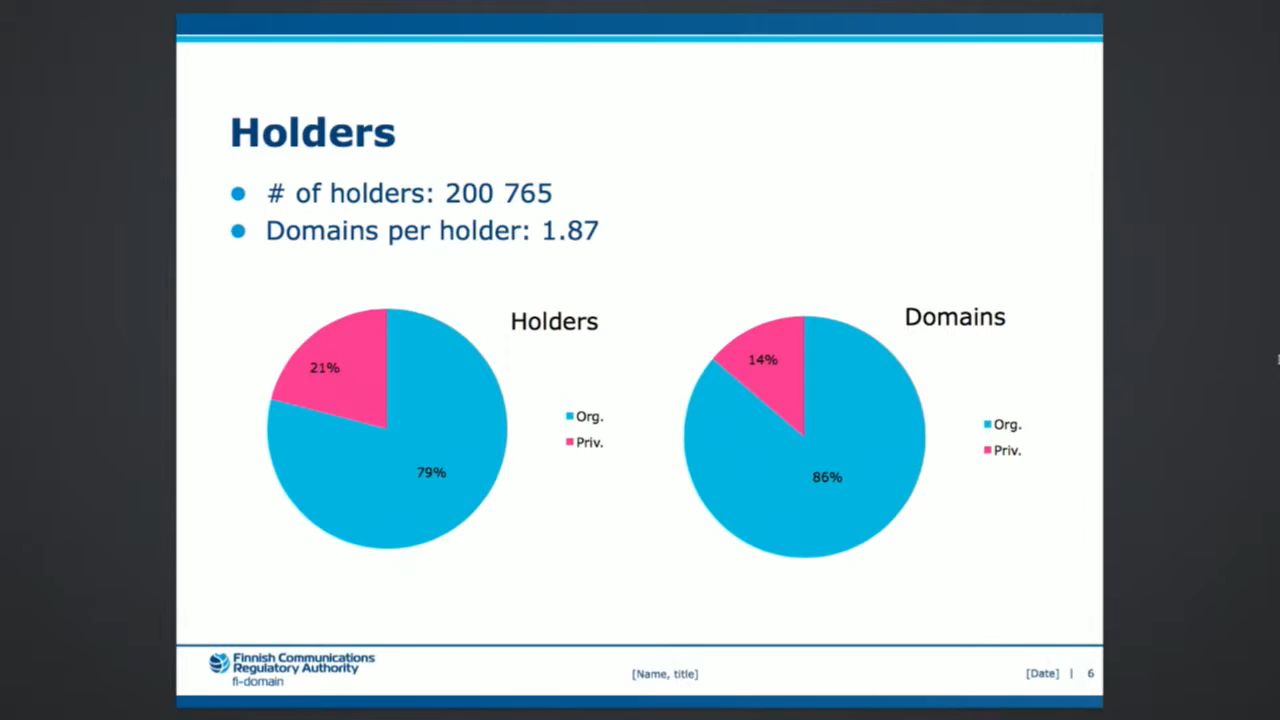 Holders
# of holders: 200 765
Domains per holder: 1.87
Holders
21%
79%
Org.
Priv.
Domains
14%
86%
Org.
Priv.
Finnish Communications
Regulatory Authority
fi-domain
[Name, title]
[Date] | 6